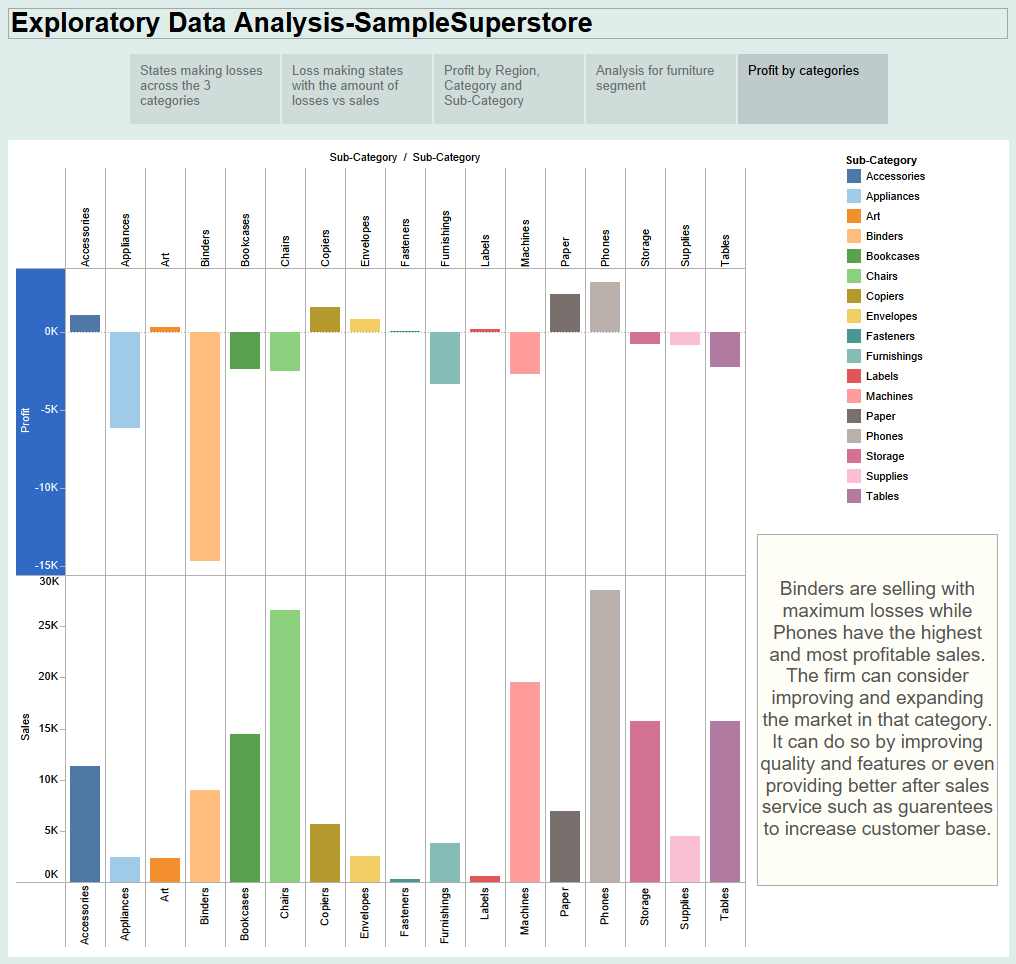 Exploratory Data Analysis-SampleSuperstore
States making losses
across the 3
categories
Loss making states
with the amount of
losses vs sales
Profit by Region,
Category and
Sub-Category
Analysis for furniture
segment
Profit by categories
Sub-Category / Sub-Category
Accessories
Appliances
Art
Binders
Bookcases
Chairs
Copiers
Envelopes
Fasteners
Furnishings
Labels
Machines
Paper
Phones
Storage
Supplies
Tables
Profit
0K
-5K
-10K
-15K
Sales
30K
25K
20K
15K
10K
5K
0K
Accessories
Appliances
Art
Binders
Bookcases
Chairs
Copiers
Envelopes
Fasteners
Furnishings
Labels
Machines
Paper
Phones
Storage
Supplies
Tables
Sub-Category
Accessories
Appliances
Art
Binders
Bookcases
Chairs
Copiers
Envelopes
Fasteners
Furnishings
Labels
Machines
Paper
Phones
Storage
Supplies
Tables
Binders are selling with
maximum losses while
Phones have the highest
and most profitable sales.
The firm can consider
improving and expanding
the market in that category.
It can do so by improving
quality and features or even
providing better after sales
service such as guarentees
to increase customer base.